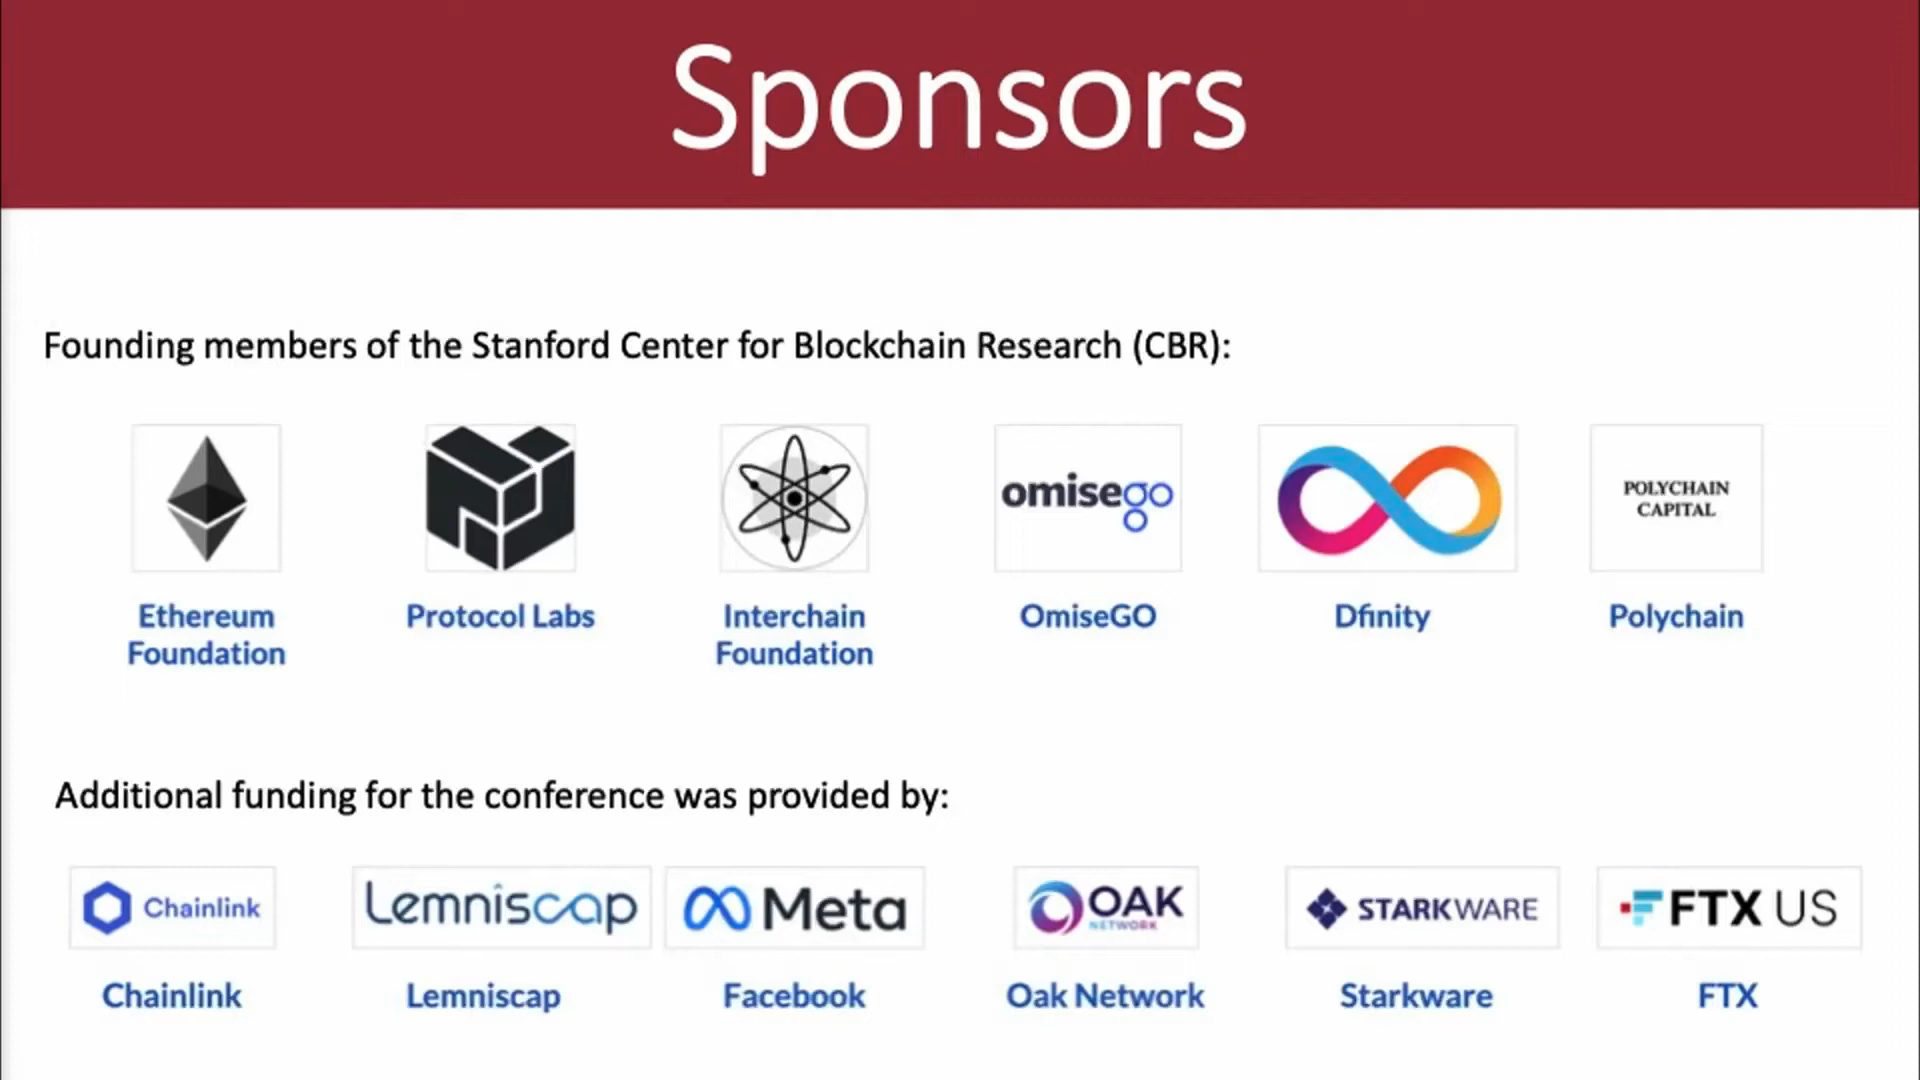 Sponsors
Founding members of the Stanford Center for Blockchain Research (CBR):
omisego
POLYCHAIN
CAPITAL
Ethereum
Foundation
Protocol Labs
Interchain
Foundation
OmiseGO
Dfinity
Polychain
Additional funding for the conference was provided by:
Chainlink
Lemniscap
Meta
OAK
NETWORK
STARKWARE
FTX US
Chainlink
Lemniscap
Facebook
Oak Network
Starkware
FTX